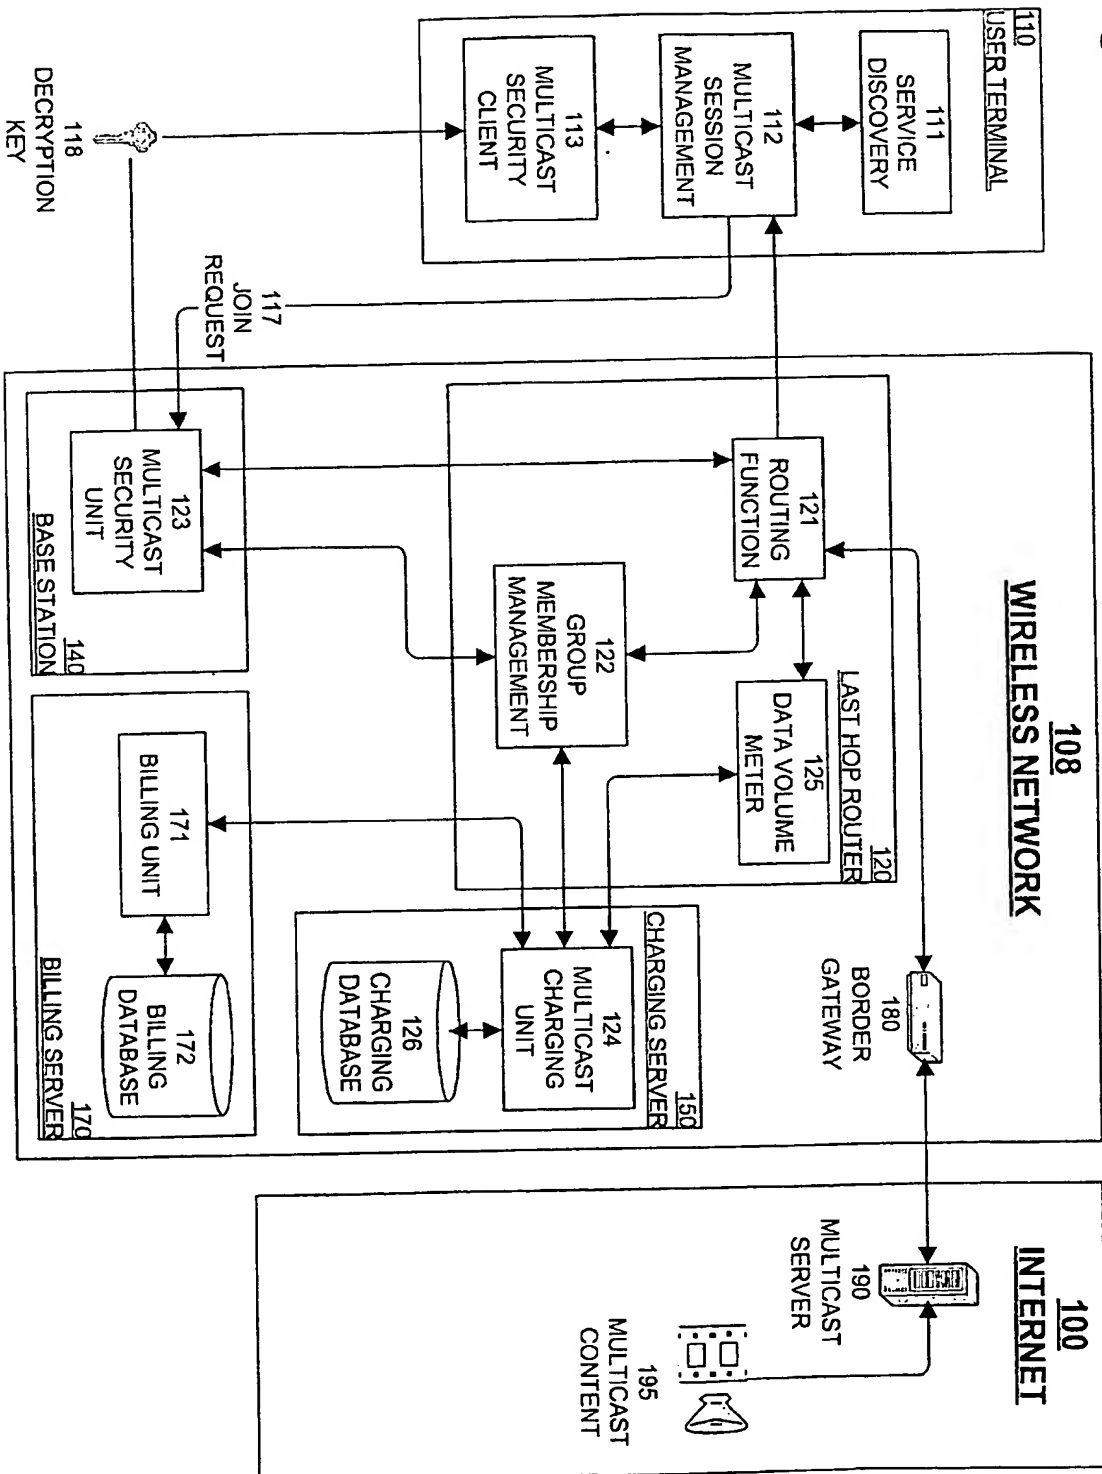 110
USER TERMINAL
111
SERVICE
DISCOVERY
112
MULTICAST
SESSION
MANAGEMENT
113
MULTICAST
SECURITY
CLIENT
118
DECRYPTION
KEY
117
JOIN
REQUEST
108
WIRELESS NETWORK
LAST HOP ROUTER
120
121
ROUTING
FUNCTION
125
DATA VOLUME
METER
122
GROUP
MEMBERSHIP
MANAGEMENT
123
MULTICAST
SECURITY
UNIT
BASE STATION
140
180
BORDER
GATEWAY
CHARGING SERVER
150
124
MULTICAST
CHARGING
UNIT
126
CHARGING
DATABASE
171
BILLING UNIT
172
BILLING
DATABASE
BILLING SERVER
170
100
INTERNET
190
MULTICAST
SERVER
195
MULTICAST
CONTENT